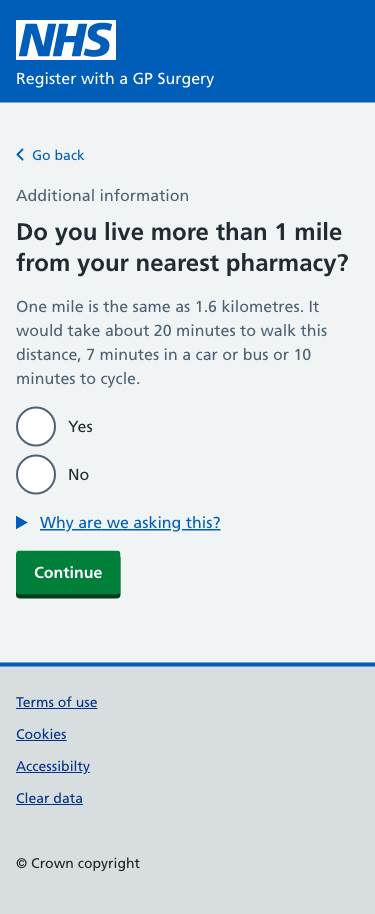 NHS
Register with a GP Surgery
Go back
Additional information
Do you live more than 1 mile
from your nearest pharmacy?
One mile is the same as 1.6 kilometres. It
would take about 20 minutes to walk this
distance, 7 minutes in a car or bus or 10
minutes to cycle.
Yes
No
Why are we asking this?
Continue
Terms of use
Cookies
Accessibilty
Clear data
© Crown copyright